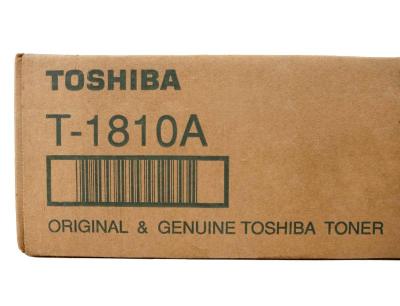 TOSHIBA
T-1810A
ORIGINAL & GENUINE TOSHIBA TONER